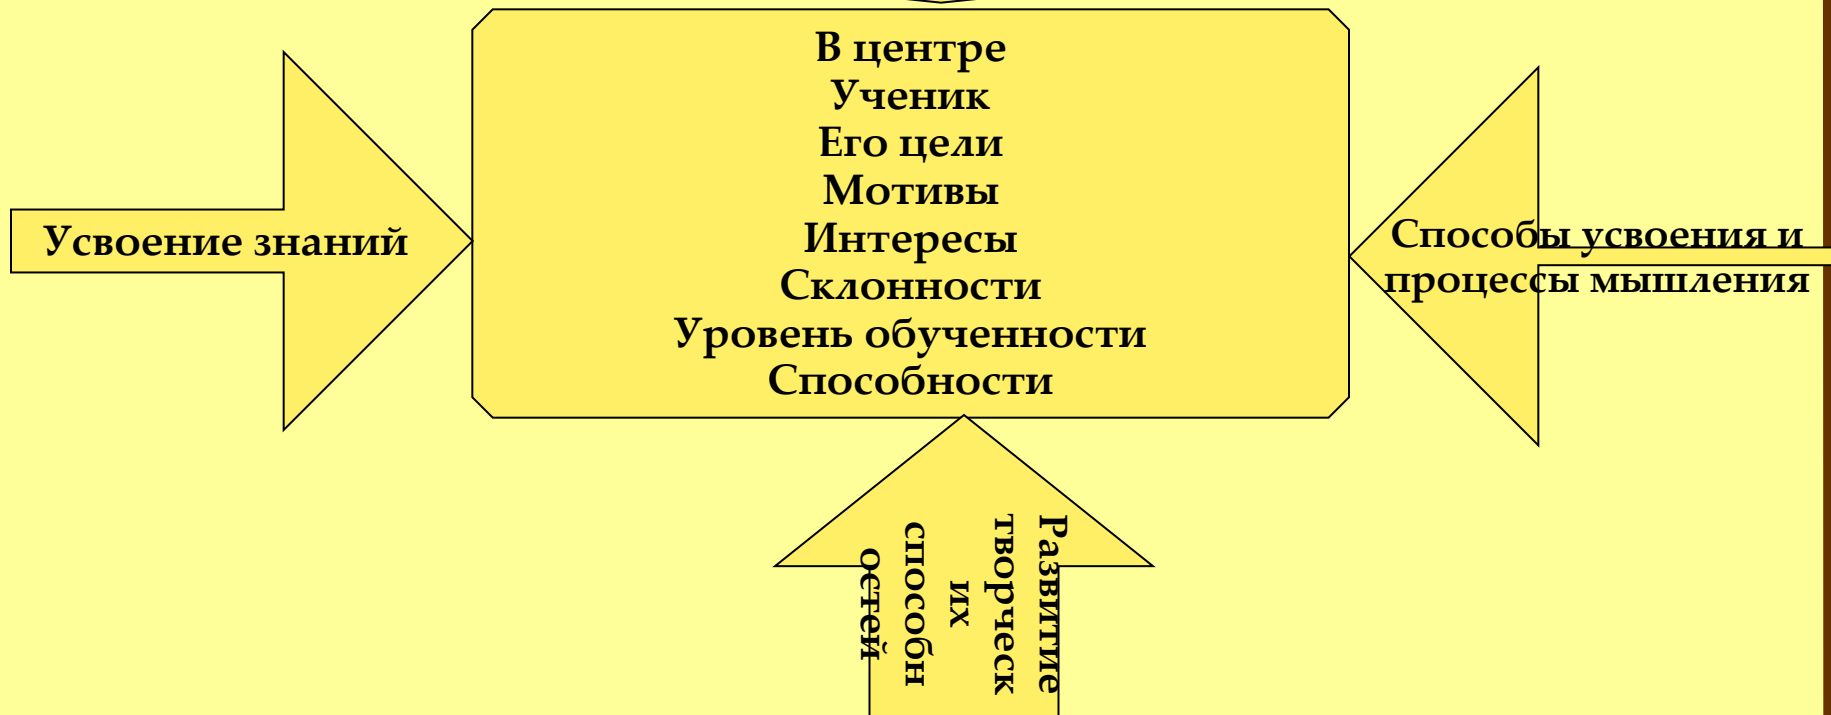 В центре
Ученик
Его цели
Мотивы
Интересы
Склонности
Уровень обученности
Способности
Усвоение знаний
Способы усвоения и
процессы мышления
Развитие
творческ
их
способн
остей